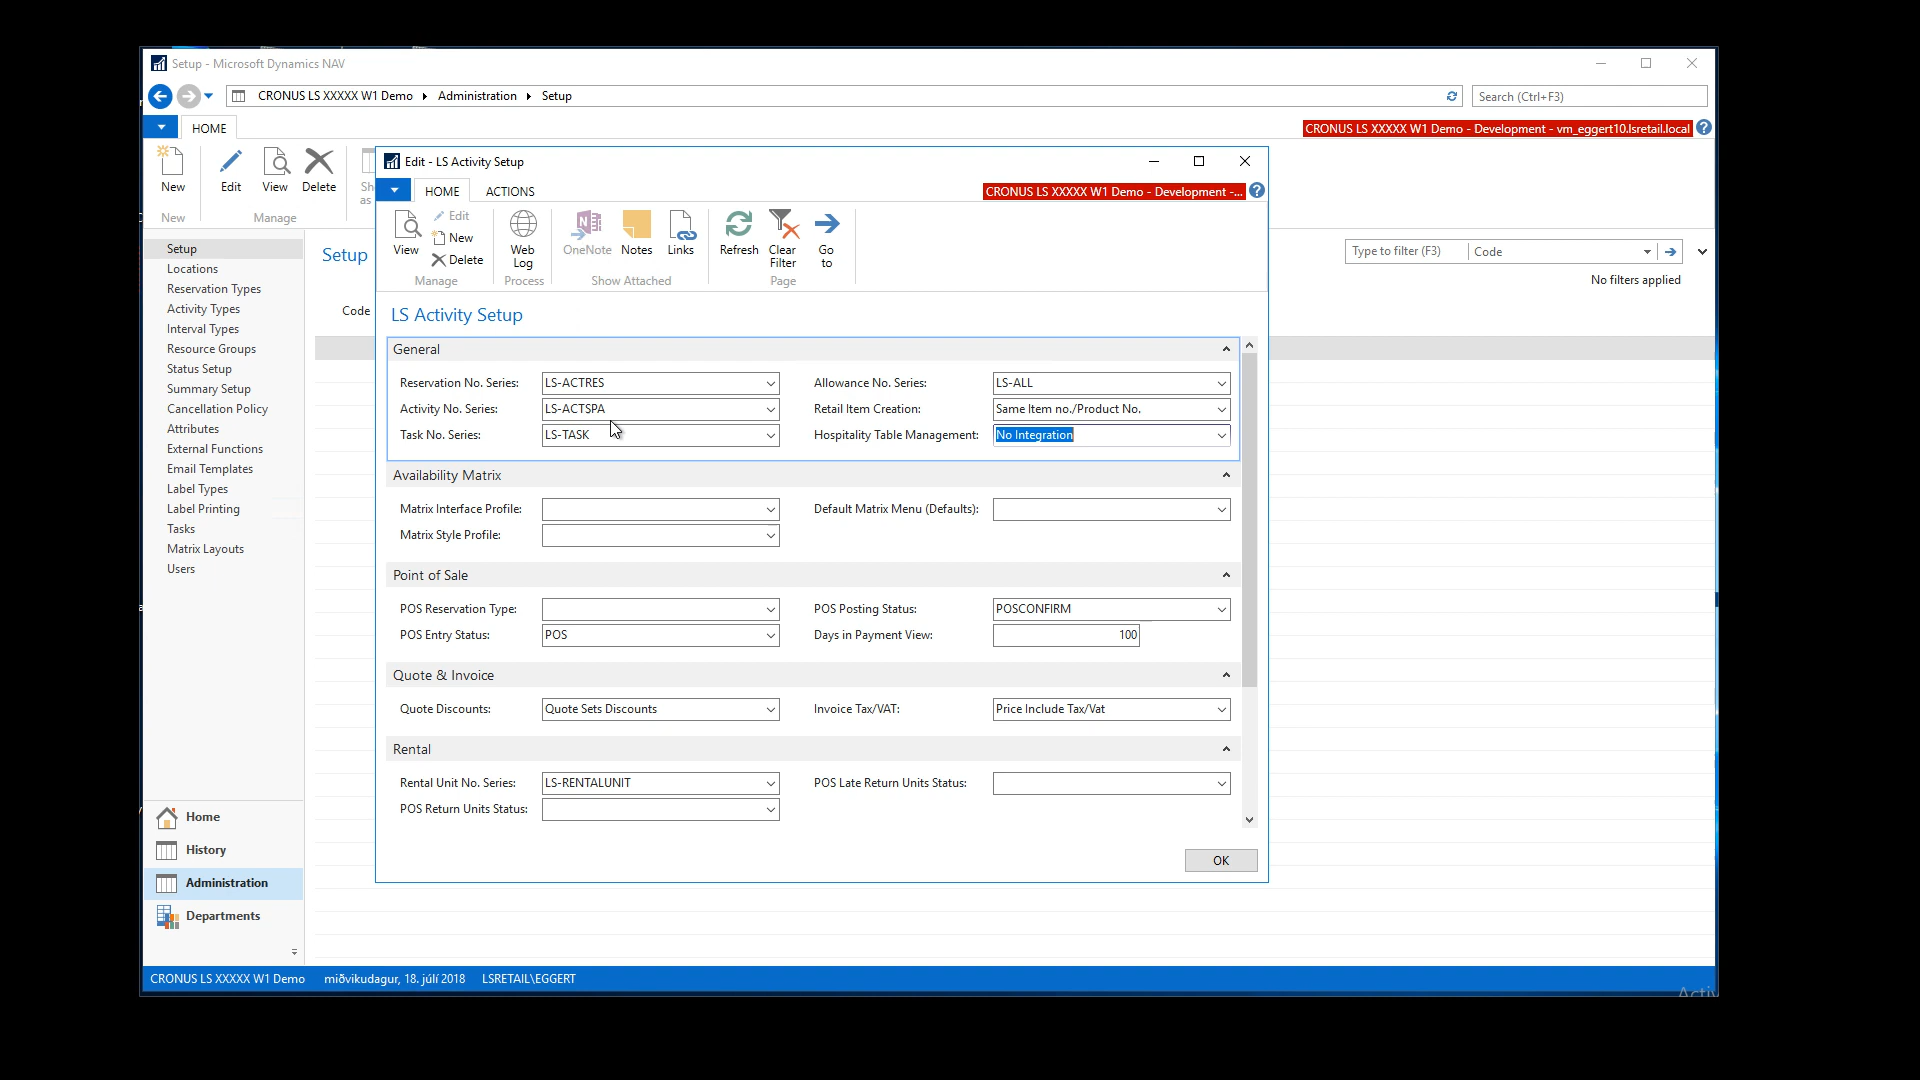 Setup - Microsoft Dynamics NAV
CRONUS LS XXXXX W1 Demo Administration Setup
Search (Ctrl+F3)
HOME
CRONUS LS XXXXX W1 Demo - Development - vm_eggert10.lsretail.local
New
Edit
View
Delete
as
New
Manage
Setup
Locations
Reservation Types
Activity Types
Interval Types
Resource Groups
Status Setup
Summary Setup
Cancellation Policy
Attributes
External Functions
Email Templates
Label Types
Label Printing
Tasks
Matrix Layouts
Users
Home
History
Administration
Departments
Setup
Code
Type to filter (F3)
Code
No filters applied
Edit - LS Activity Setup
HOME
ACTIONS
CRONUS LS XXXXX W1 Demo - Development -...
View
Edit
New
Delete
Manage
Web
Log
Process
OneNote
Notes
Links
Show Attached
Refresh
Clear
Filter
Go
to
Page
LS Activity Setup
General
Reservation No. Series: LS-ACTRES
Allowance No. Series: LS-ALL
Activity No. Series: LS-ACTSPA
Retail Item Creation: Same Item no./Product No.
Task No. Series: LS-TASK
Hospitality Table Management: No Integration
Availability Matrix
Matrix Interface Profile:
Default Matrix Menu (Defaults):
Matrix Style Profile:
Point of Sale
POS Reservation Type:
POS Posting Status: POSCONFIRM
POS Entry Status: POS
Days in Payment View: 100
Quote & Invoice
Quote Discounts: Quote Sets Discounts
Invoice Tax/VAT: Price Include Tax/Vat
Rental
Rental Unit No. Series: LS-RENTALUNIT
POS Late Return Units Status:
POS Return Units Status:
OK
CRONUS LS XXXXX W1 Demo miðvikudagur, 18. júlí 2018 LSRETAIL\EGGERT